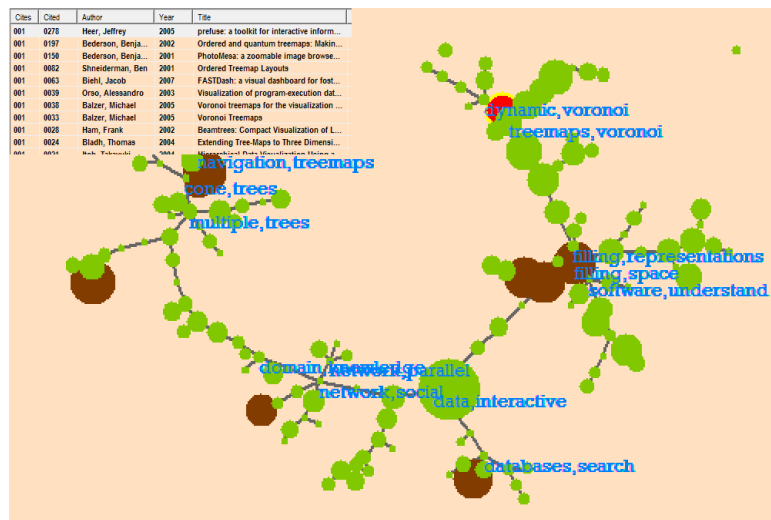 Cites Cited Author Year Title
001 0278 Heer, Jeffrey 2005 prefuse: a toolkit for interactive inform...
001 0197 Bederson, Benja... 2002 Ordered and quantum treemaps: Makin...
001 0150 Bederson, Benja... 2001 PhotoMesa: a zoomable image browse...
001 0082 Shneiderman, Ben 2001 Ordered Treemap Layouts
001 0063 Biehl, Jacob 2007 FASTDash: a visual dashboard for fost...
001 0039 Orso, Alessandro 2003 Visualization of program-execution dat...
001 0038 Balzer, Michael 2005 Voronoi treemaps for the visualization ...
001 0033 Balzer, Michael 2005 Voronoi Treemaps
001 0028 Ham, Frank 2002 Beamtrees: Compact Visualization of L...
001 0024 Bladh, Thomas 2004 Extending Tree-Maps to Three Dimensi...
dynamic,voronoi
treemaps,voronoi
navigation,treemaps
cone,trees
multiple,trees
filling,representations
filling,space
software,understand
domain,knowledge
network,parallel
network,social
data,interactive
databases,search